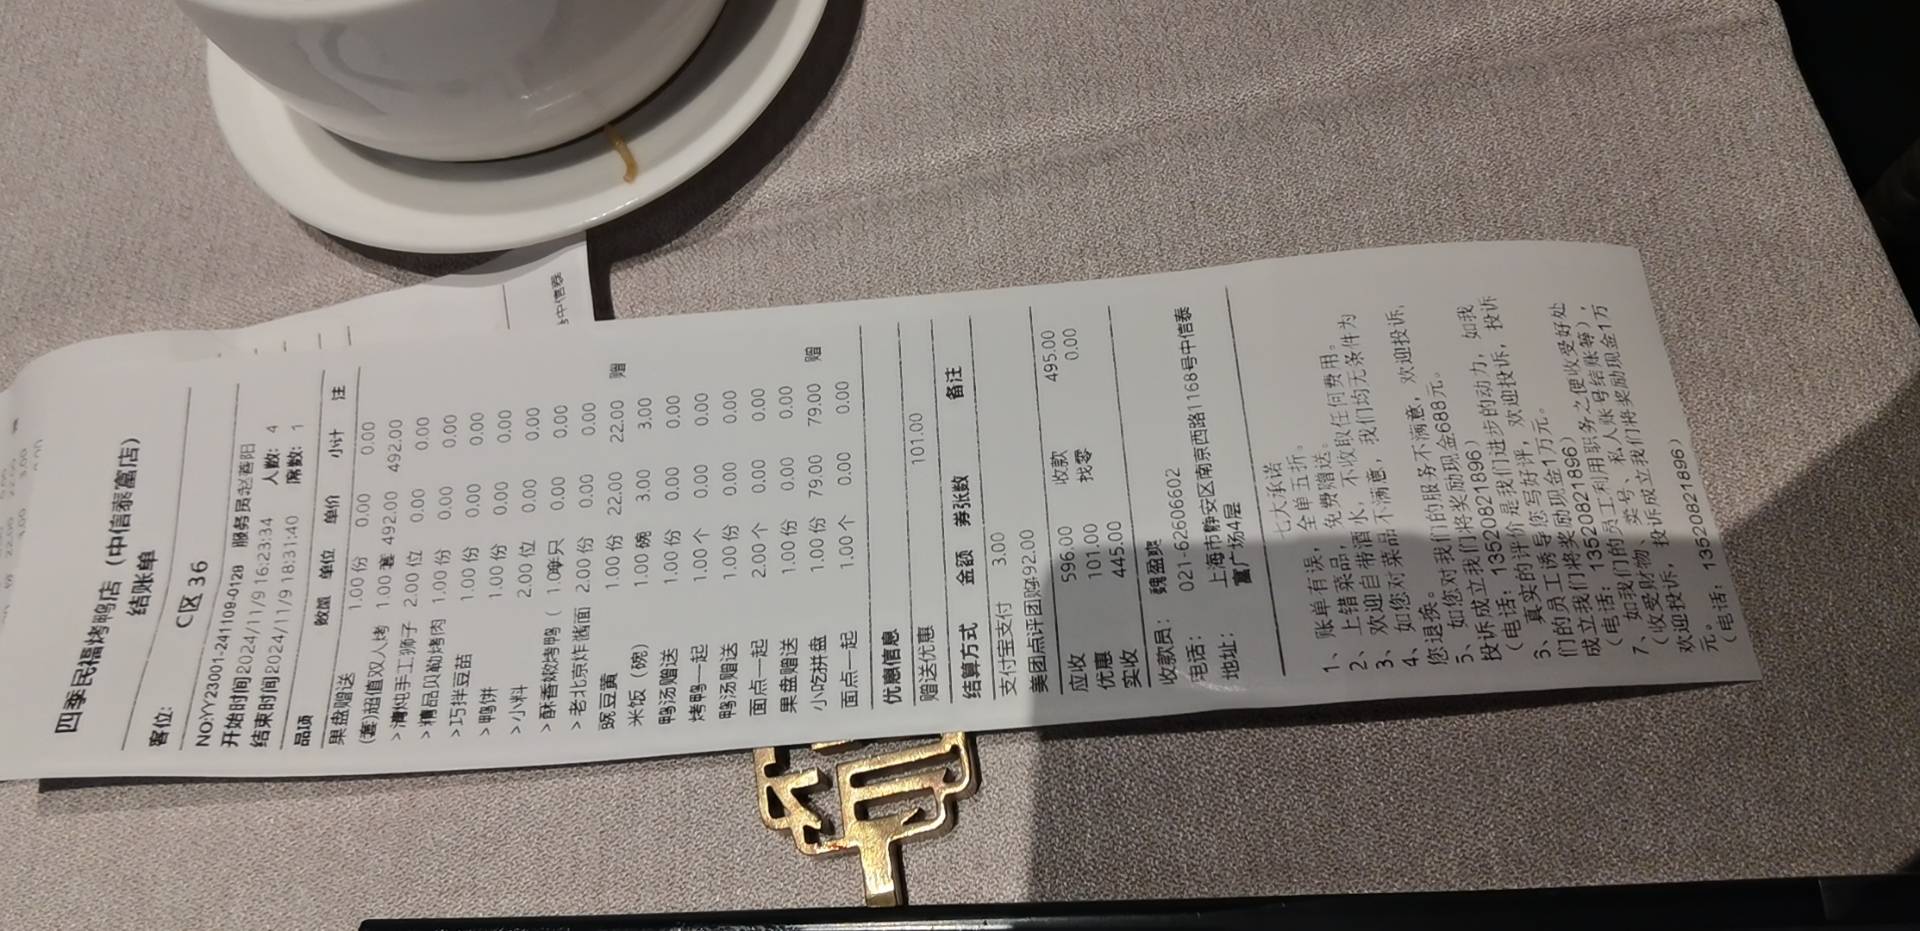 四季民福烤鸭店（中信泰富店）
结账单
客位： C区36
NO:YY23001-241109-0128 服务员:赵香阳
开始时间2024/11/9 16:23:34 人数: 4
结束时间2024/11/9 18:31:40 席数: 1
品项 数量 单位 单价 小计 注
果盘赠送 1.00 份 0.00 0.00
(套)超值双人烤 1.00 套 492.00 492.00
> 清炖手工狮子 2.00 位 0.00 0.00
> 精品贝勒烤肉 1.00 份 0.00 0.00
> 巧拌豆苗 1.00 份 0.00 0.00
> 鸭饼 1.00 份 0.00 0.00
> 小料 2.00 位 0.00 0.00
> 酥香嫩烤鸭（ 1.0每只 0.00 0.00
> 老北京炸酱面 2.00 份 0.00 0.00
豌豆黄 1.00 份 22.00 22.00 赠
米饭（碗） 1.00 碗 3.00 3.00
鸭汤赠送 1.00 份 0.00 0.00
烤鸭一起 1.00 个 0.00 0.00
鸭汤赠送 1.00 份 0.00 0.00
面点一起 2.00 个 0.00 0.00
果盘赠送 1.00 份 0.00 0.00
小吃拼盘 1.00 份 79.00 79.00 赠
面点一起 1.00 个 0.00 0.00
优惠信息
赠送优惠 101.00
结算方式 金额 券张数 备注
支付宝支付 3.00
美团点评团购492.00
应收 596.00 收款 495.00
优惠 101.00 找零 0.00
实收 445.00
收款员： 魏盈爽
电话： 021-62606602
地址： 上海市静安区南京西路1168号中信泰
富广场4层
七大承诺
1、账单有误，全单五折。
2、上错菜品，免费赠送。
3、欢迎自带酒水，不收取任何费用。
4、如您对菜品不满意，我们均无条件为
您退换。
5、如您对我们的服务不满意，欢迎投诉，
投诉成立我们将奖励现金688元。
（电话：13520821896）
6、真实的评价是我们进步的动力，如我
们的员工诱导您写好评，欢迎投诉，投诉
成立我们将奖励现金1万元。
（电话：13520821896）
7、如我们的员工利用职务之便收受好处
（收受财物、卖号、私人账号结账等），
欢迎投诉，投诉成立我们将奖励现金1万
元。
（电话：13520821896）
号中信泰